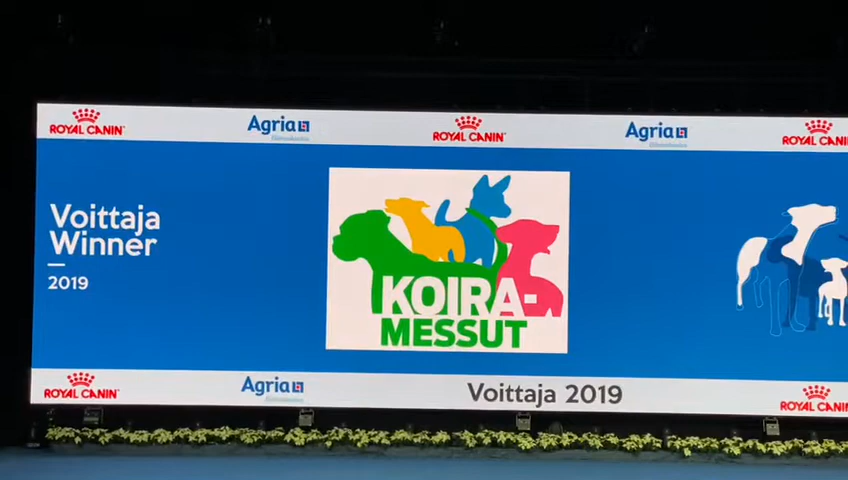 ROYAL CANIN
Agria
ROYAL CANIN
Agria
ROYAL CANIN
Voittaja
Winner
2019
KOIRA-
MESSUT
ROYAL CANIN
Agria
Voittaja 2019
ROYAL CANIN